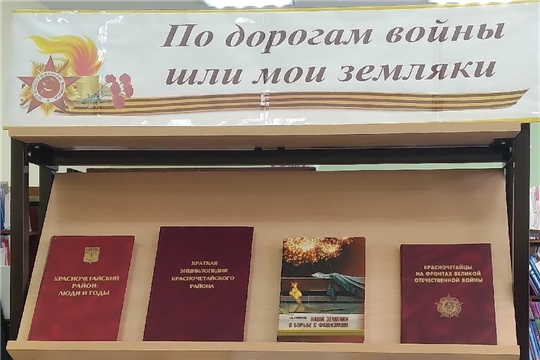 По дорогам войны
шли мои земляки
КРАСНОЧЕТАЙСКИЙ
РАЙОН:
ЛЮДИ И ГОДЫ
КРАТКАЯ
ЭНЦИКЛОПЕДИЯ
КРАСНОЧЕТАЙСКОГО
РАЙОНА
НАШИ ЗЕМЛЯКИ
В БОРЬБЕ С ФАШИЗМОМ
КРАСНОЧЕТАЙЦЫ
НА ФРОНТАХ ВЕЛИКОЙ
ОТЕЧЕСТВЕННОЙ ВОЙНЫ